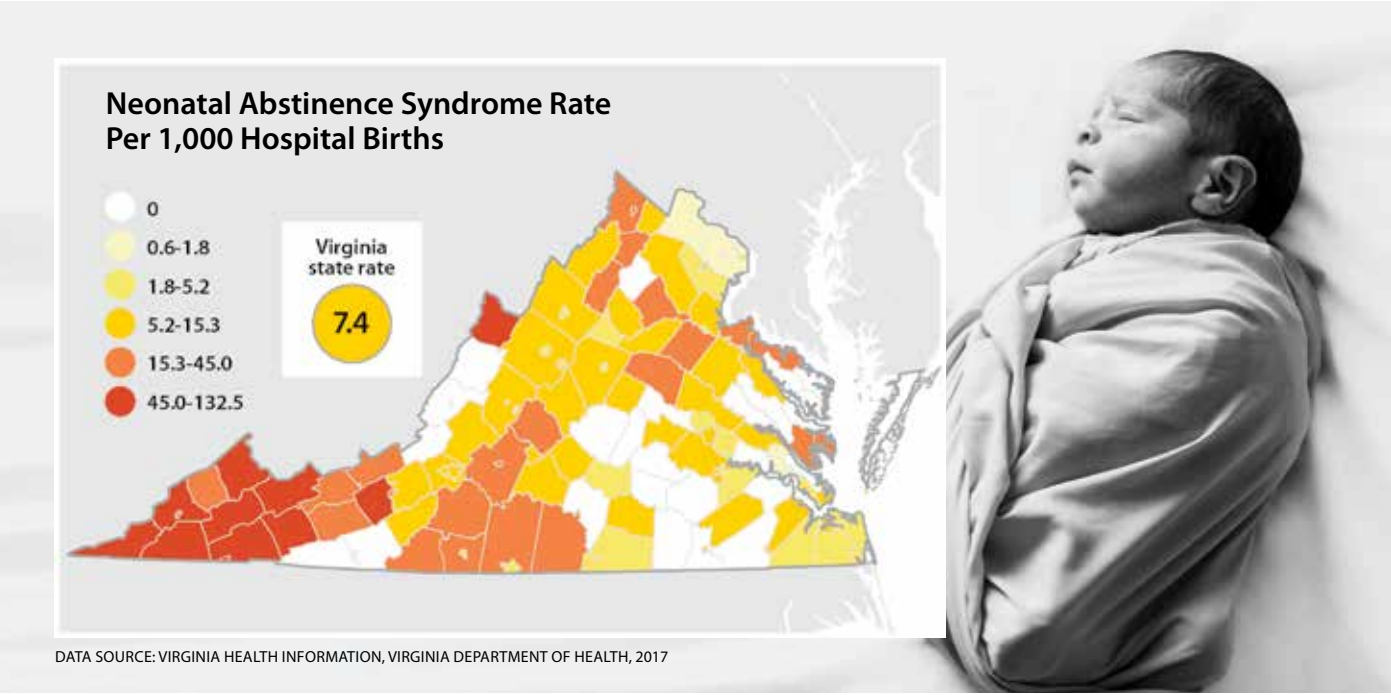 Neonatal Abstinence Syndrome Rate
Per 1,000 Hospital Births
0
0.6-1.8
1.8-5.2
5.2-15.3
15.3-45.0
45.0-132.5
Virginia
state rate
7.4
DATA SOURCE: VIRGINIA HEALTH INFORMATION, VIRGINIA DEPARTMENT OF HEALTH, 2017